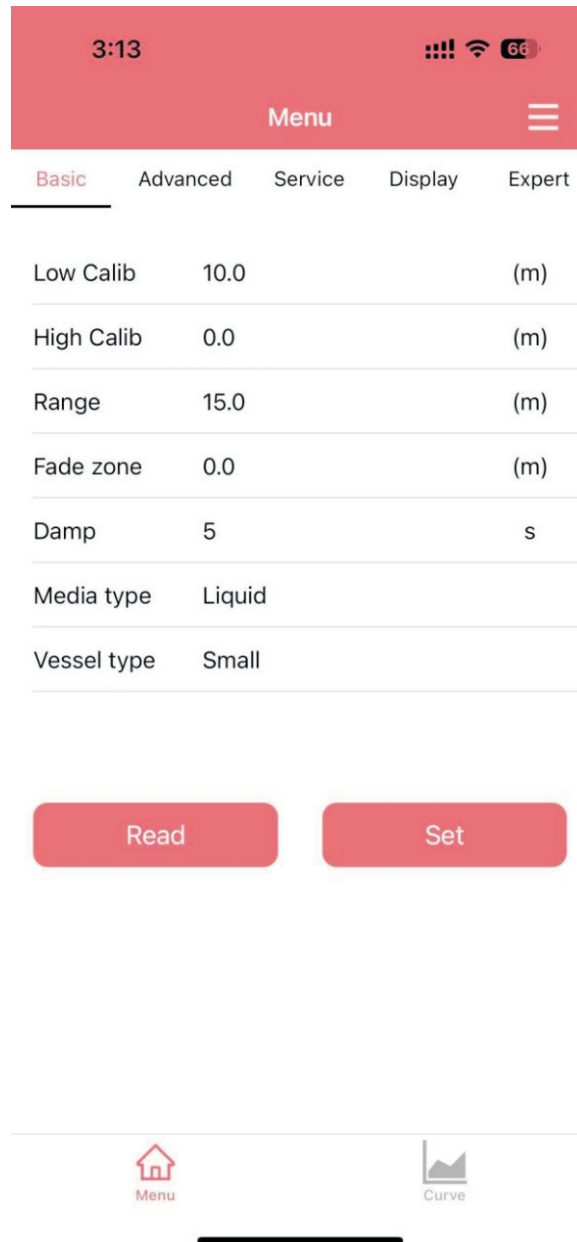 3:13 66
Menu
Basic Advanced Service Display Expert
Low Calib 10.0 (m)
High Calib 0.0 (m)
Range 15.0 (m)
Fade zone 0.0 (m)
Damp 5 s
Media type Liquid
Vessel type Small
Read Set
Menu Curve